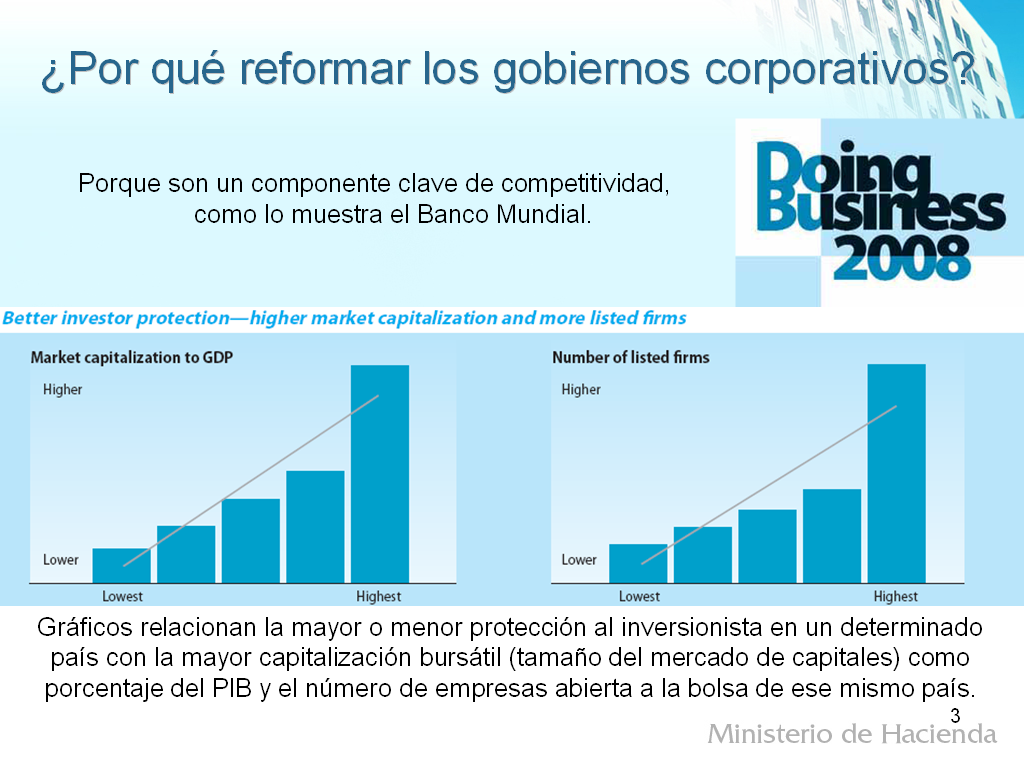 ¿Por qué reformar los gobiernos corporativos?
Porque son un componente clave de competitividad,
como lo muestra el Banco Mundial.
Doing
Business
2008
Better investor protection—higher market capitalization and more listed firms
Market capitalization to GDP
Higher
Lower
Lowest
Highest
Number of listed firms
Higher
Lower
Lowest
Highest
Gráficos relacionan la mayor o menor protección al inversionista en un determinado
país con la mayor capitalización bursátil (tamaño del mercado de capitales) como
porcentaje del PIB y el número de empresas abierta a la bolsa de ese mismo país.
3
Ministerio de Hacienda